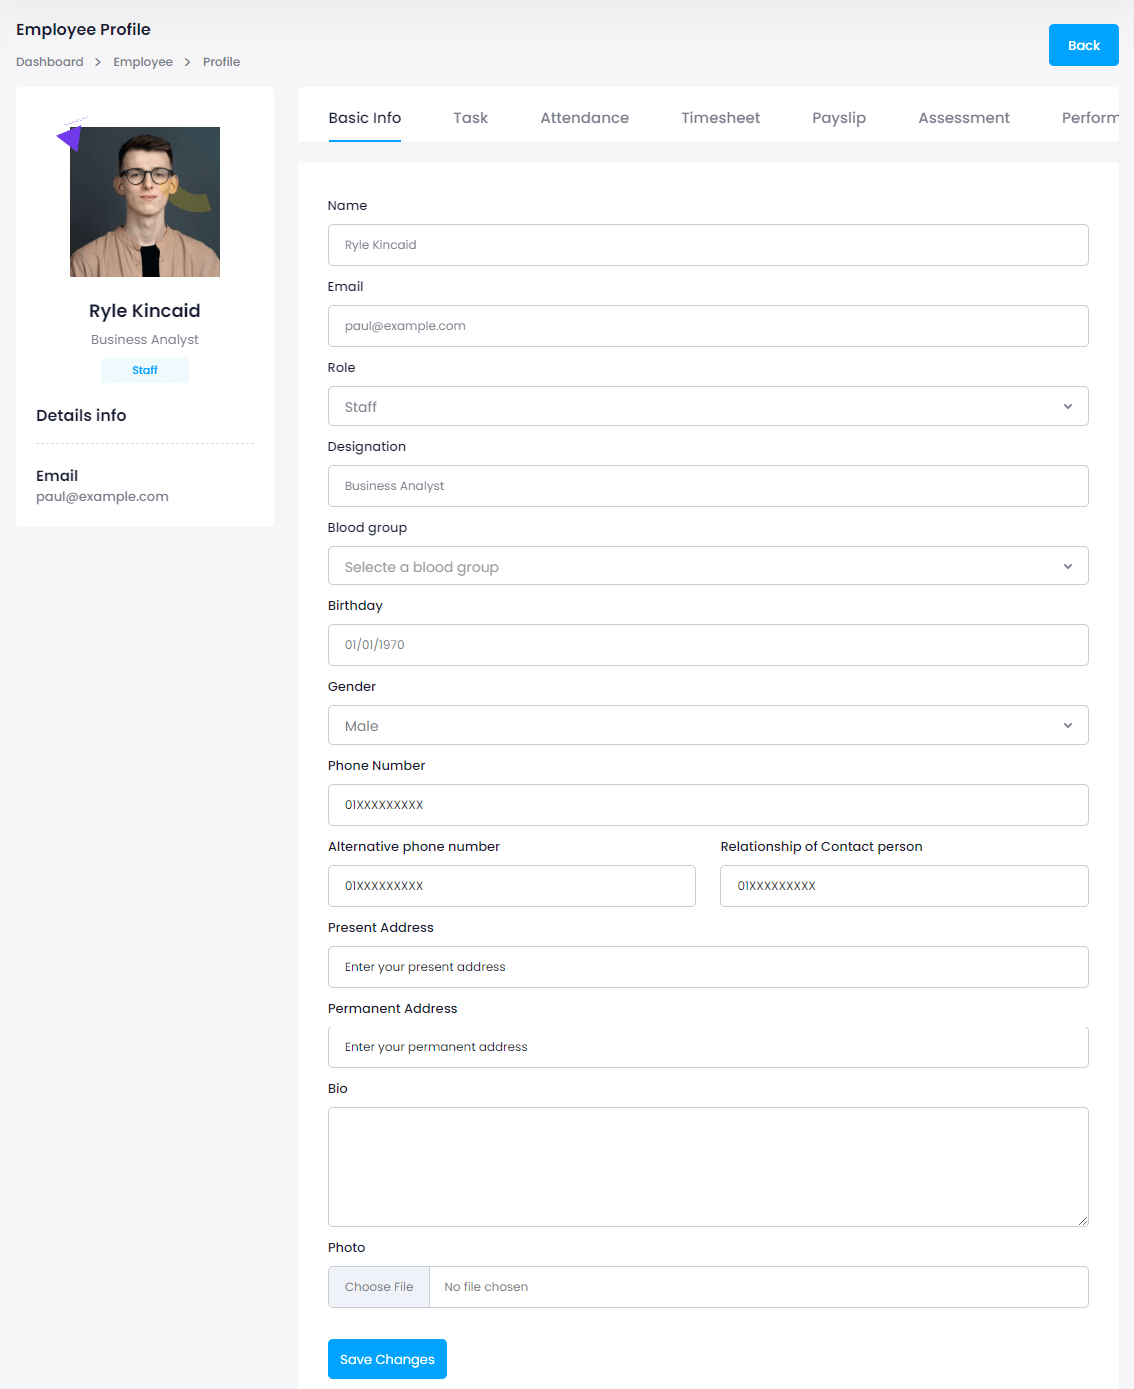 Employee Profile
Dashboard > Employee > Profile
Back
Ryle Kincaid
Business Analyst
Staff
Details info
Email
paul@example.com
Basic Info Task Attendance Timesheet Payslip Assessment Perform
Name
Ryle Kincaid
Email
paul@example.com
Role
Staff
Designation
Business Analyst
Blood group
Selecte a blood group
Birthday
01/01/1970
Gender
Male
Phone Number
01XXXXXXXXX
Alternative phone number Relationship of Contact person
01XXXXXXXXX 01XXXXXXXXX
Present Address
Enter your present address
Permanent Address
Enter your permanent address
Bio
Photo
Choose File No file chosen
Save Changes